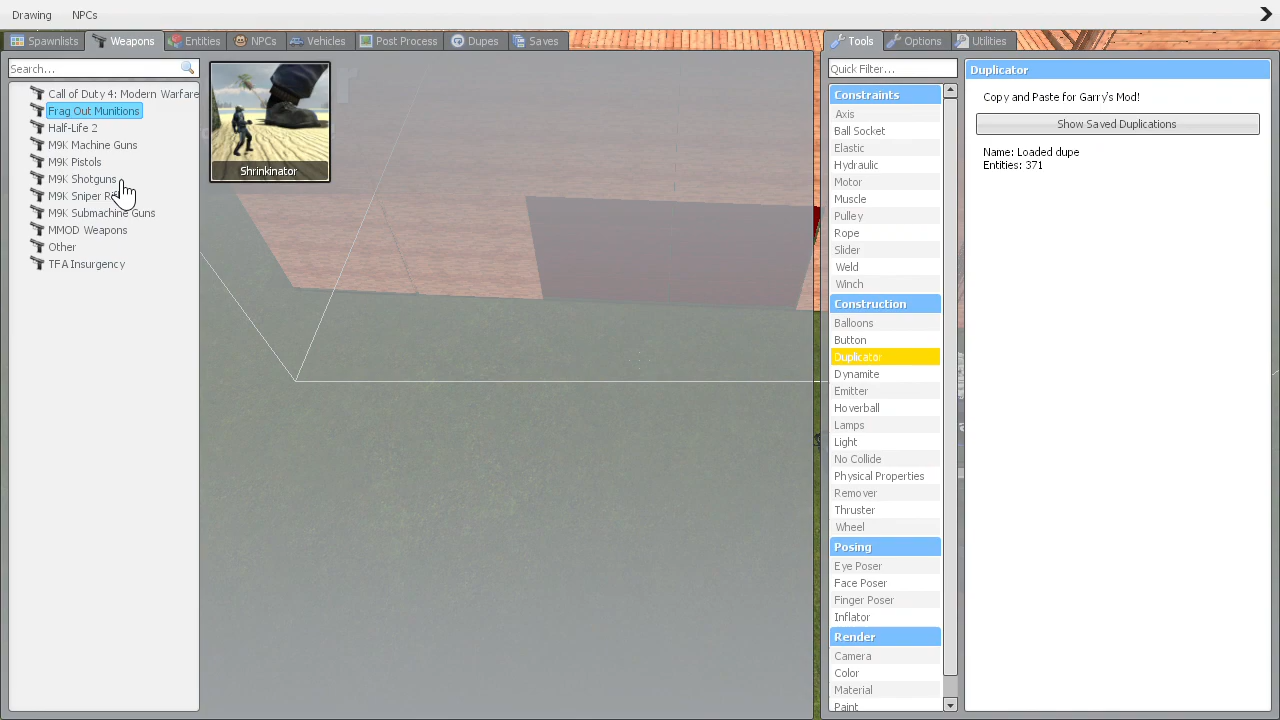 Drawing NPCs
Spawnlists Weapons Entities NPCs Vehicles Post Process Dupes Saves
Search...
Call of Duty 4: Modern Warfare
Frag Out Munitions
Half-Life 2
M9K Machine Guns
M9K Pistols
M9K Shotguns
M9K Sniper
M9K Submachine Guns
MMOD Weapons
Other
TFA Insurgency
Shrinkinator
Tools Options Utilities
Quick Filter...
Constraints
Axis
Ball Socket
Elastic
Hydraulic
Motor
Muscle
Pulley
Rope
Slider
Weld
Winch
Construction
Balloons
Button
Duplicator
Dynamite
Emitter
Hoverball
Lamps
Light
No Collide
Physical Properties
Remover
Thruster
Wheel
Posing
Eye Poser
Face Poser
Finger Poser
Inflator
Render
Camera
Color
Material
Paint
Duplicator
Copy and Paste for Garry's Mod!
Show Saved Duplications
Name: Loaded dupe
Entities: 371